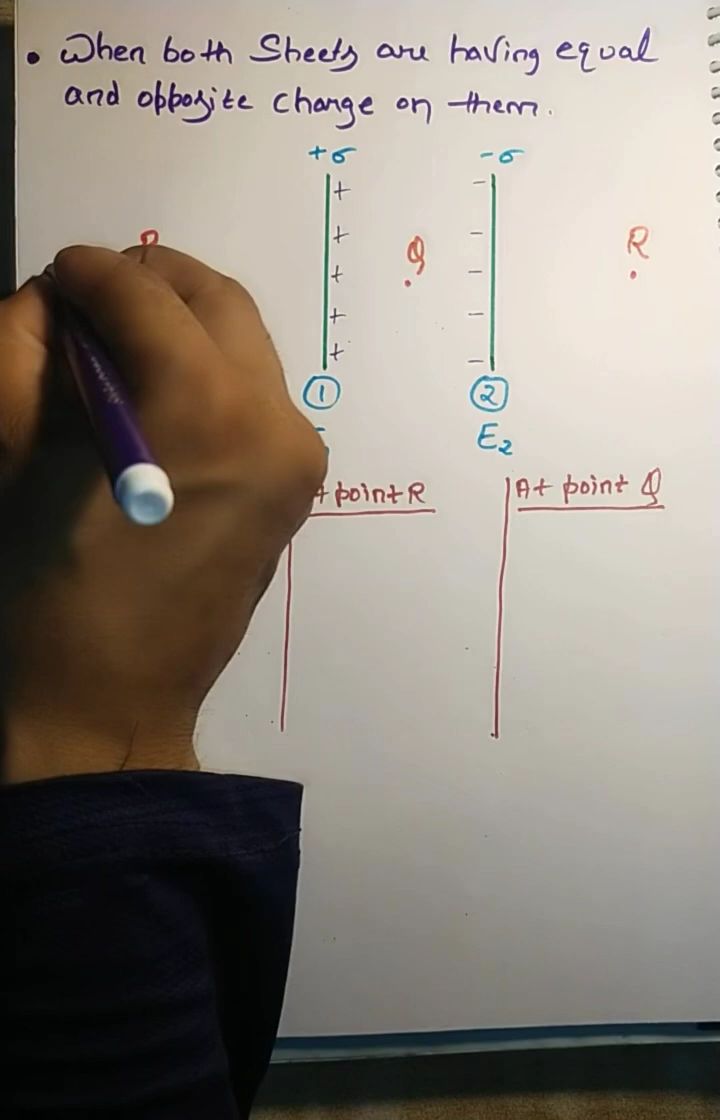 • When both Sheets are having equal
and opposite charge on them.
+σ -σ
+ −
+ −
P Q R
+ −
+ −
+ −
1 2
E2
point R At point Q